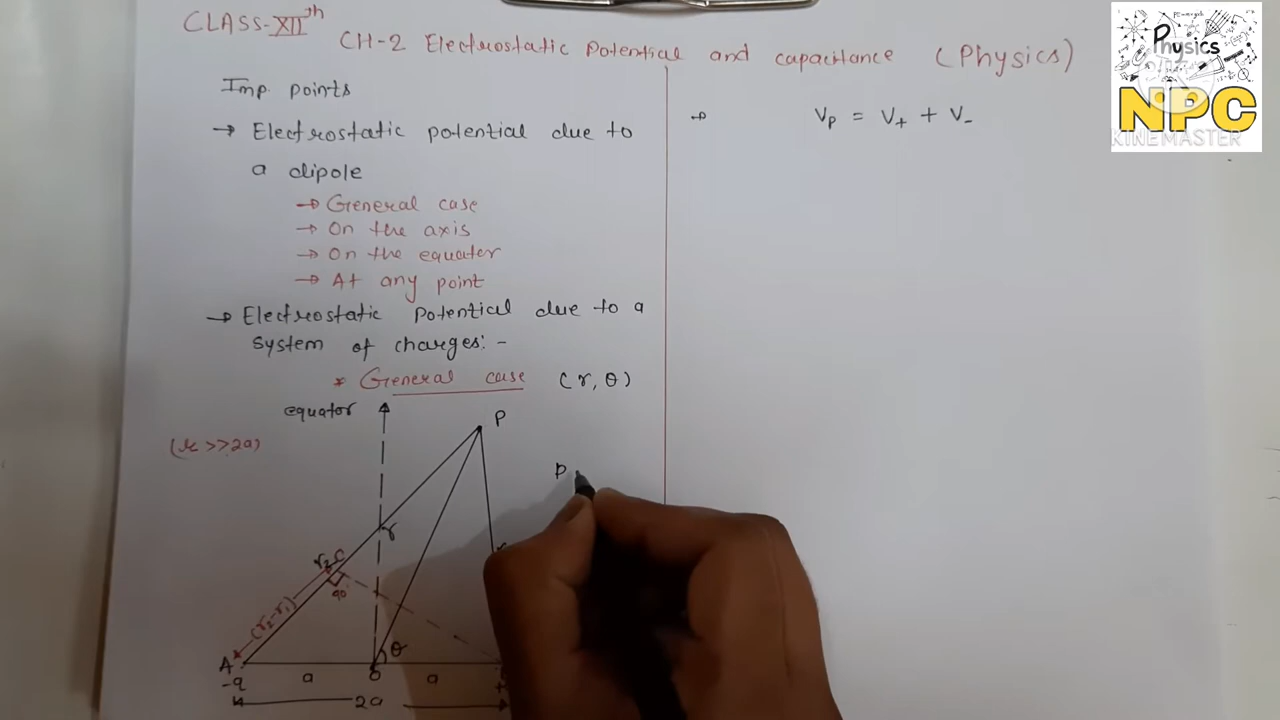 CLASS-XIIth
CH-2 Electrostatic Potential and capacitance (Physics)
Imp. points
→ Electrostatic potential due to
a dipole
→ General case
→ On the axis
→ On the equater
→ At any point
→ Electrostatic Potential due to a
system of charges:-
* General case (r, θ)
equator
P
(r >> 2a)
P
r
r2 C
90°
(r2-r1)
θ
A
-q
a
O
a
2a
→ VP = V+ + V-
Physics
NPC
KINEMASTER